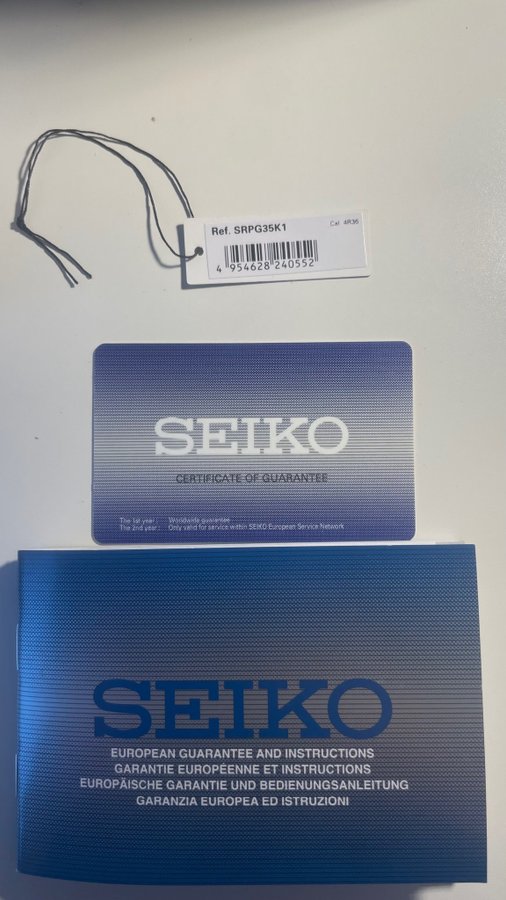 Ref. SRPG35K1
Cal. 4R36
4 954628 240552
SEIKO
CERTIFICATE OF GUARANTEE
The 1st year : Worldwide guarantee
The 2nd year : Only valid for service within SEIKO European Service Network
SEIKO
EUROPEAN GUARANTEE AND INSTRUCTIONS
GARANTIE EUROPÉENNE ET INSTRUCTIONS
EUROPÄISCHE GARANTIE UND BEDIENUNGSANLEITUNG
GARANZIA EUROPEA ED ISTRUZIONI